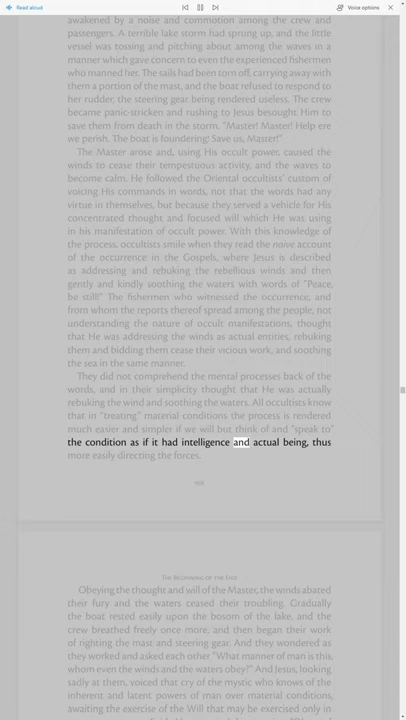 Read aloud
Voice options
awakened by a noise and commotion among the crew and
passengers. A terrible lake storm had sprung up, and the little
vessel was tossing and pitching about among the waves in a
manner which gave concern to even the experienced fishermen
who manned her. The sails had been torn off, carrying away with
them a portion of the mast, and the boat refused to respond to
her rudder, the steering gear being rendered useless. The crew
became panic-stricken and rushing to Jesus besought Him to
save them from death in the storm. "Master! Master! Help ere
we perish. The boat is foundering! Save us, Master!"
The Master arose and, using His occult power, caused the
winds to cease their tempestuous activity, and the waves to
become calm. He followed the Oriental occultists' custom of
voicing His commands in words, not that the words had any
virtue in themselves, but because they served a vehicle for His
concentrated thought and focused will which He was using
in his manifestation of occult power. With this knowledge of
the process, occultists smile when they read the naive account
of the occurrence in the Gospels, where Jesus is described
as addressing and rebuking the rebellious winds and then
gently and kindly soothing the waters with words of "Peace,
be still!" The fishermen who witnessed the occurrence, and
from whom the reports thereof spread among the people, not
understanding the nature of occult manifestations, thought
that He was addressing the winds as actual entities, rebuking
them and bidding them cease their vicious work, and soothing
the sea in the same manner.
They did not comprehend the mental processes back of the
words, and in their simplicity thought that He was actually
rebuking the wind and soothing the waters. All occultists know
that in "treating" material conditions the process is rendered
much easier and simpler if we will but think of and "speak to"
the condition as if it had intelligence and actual being, thus
more easily directing the forces.
The Beginning of the End
Obeying the thought and will of the Master, the winds abated
their fury and the waters ceased their troubling. Gradually
the boat rested easily upon the bosom of the lake, and the
crew breathed freely once more, and then began their work
of righting the mast and steering gear. And they wondered as
they worked and asked each other "What manner of man is this,
whom even the winds and the waters obey?" And Jesus, looking
sadly at them, voiced that cry of the mystic who knows of the
inherent and latent powers of man over material conditions,
awaiting the exercise of the Will that may be exercised only in